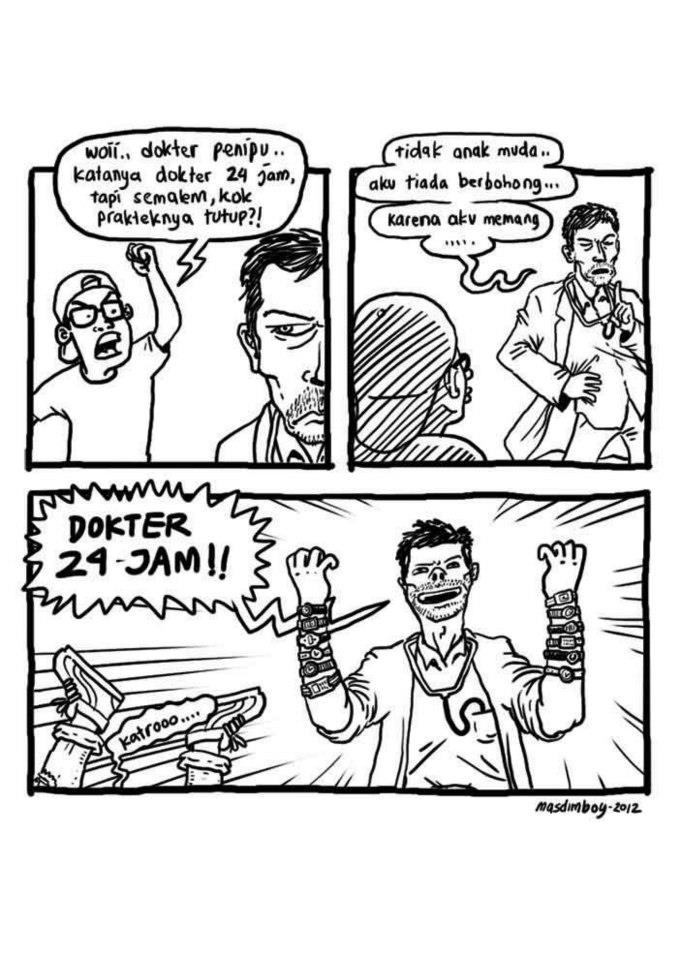 woii.. dokter penipu..
katanya dokter 24 jam,
tapi semalem, kok
prakteknya tutup?!
tidak anak muda..
aku tiada berbohong...
karena aku memang
.....
DOKTER
24-JAM!!
katrooo....
masdimboy-2012